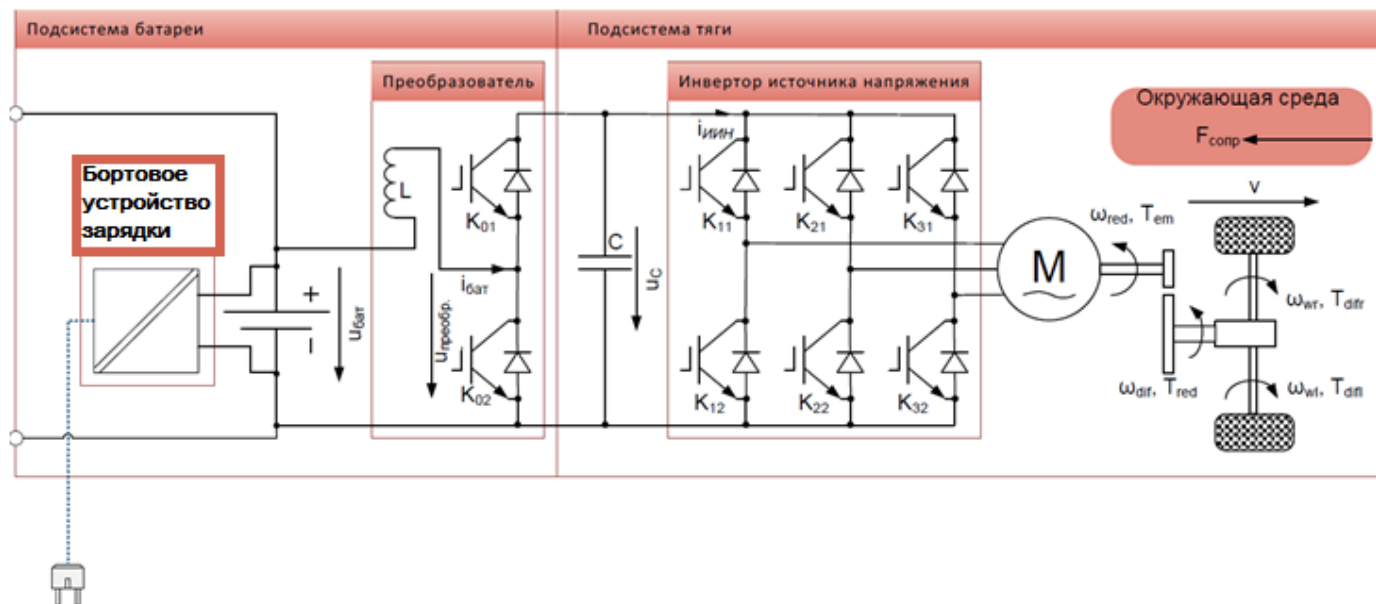 Подсистема батареи
Подсистема тяги
Преобразователь
Инвертор источника напряжения
Окружающая среда
Fсопр
Бортовое
устройство
зарядки
L
K01
iбат
uбат
uпреобр.
K02
C
uC
iИИН
K11
K21
K31
K12
K22
K32
M
ωred, Tem
v
ωwr, Tdifr
ωdif, Tred
ωwl, Tdifl
+
−